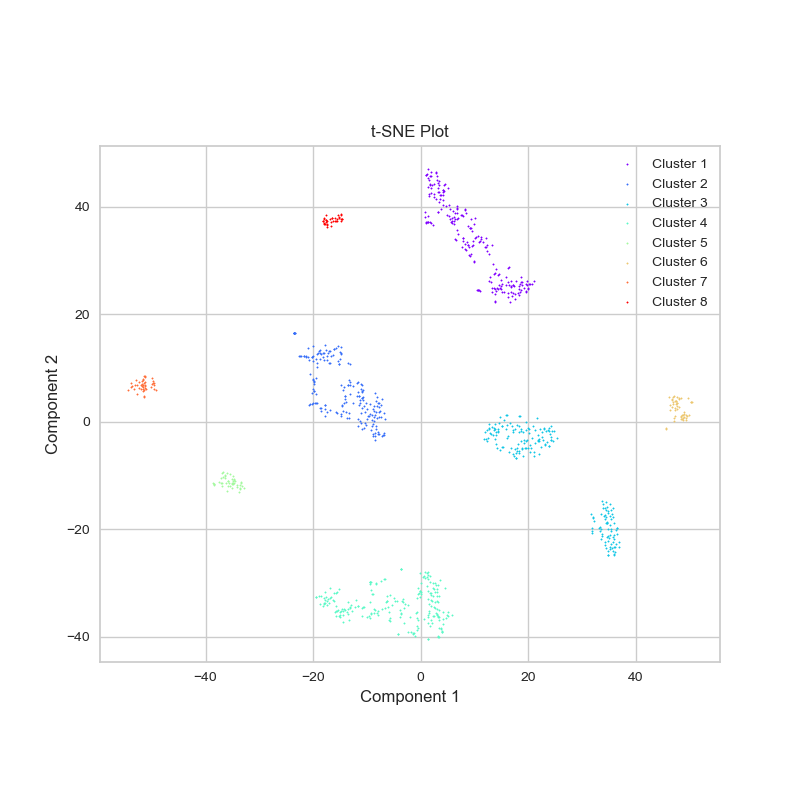 t-SNE Plot
Cluster 1
Cluster 2
Cluster 3
Cluster 4
Cluster 5
Cluster 6
Cluster 7
Cluster 8
40
20
0
−20
−40
Component 2
−40 −20 0 20 40
Component 1